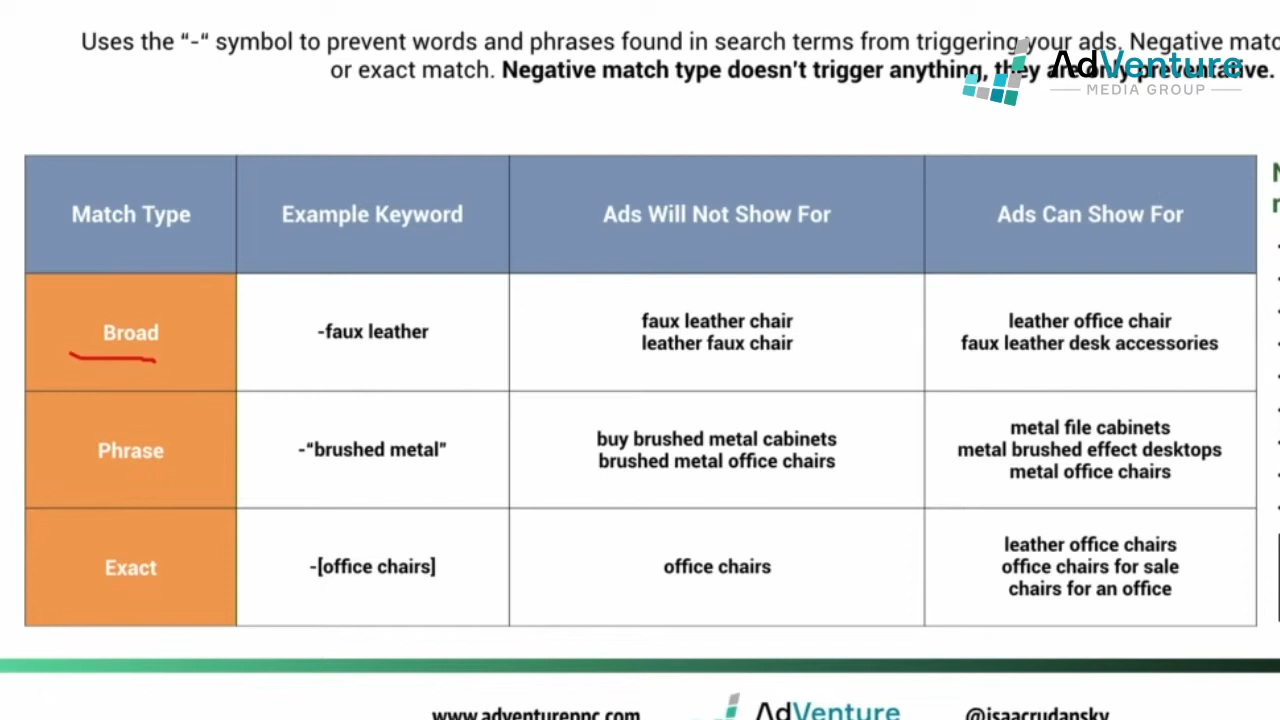 Uses the “-“ symbol to prevent words and phrases found in search terms from triggering your ads. Negative
or exact match. Negative match type doesn’t trigger anything, they are only preventative.
AdVenture
MEDIA GROUP
Match Type
Example Keyword
Ads Will Not Show For
Ads Can Show For
Broad
-faux leather
faux leather chair
leather faux chair
leather office chair
faux leather desk accessories
Phrase
-“brushed metal”
buy brushed metal cabinets
brushed metal office chairs
metal file cabinets
metal brushed effect desktops
metal office chairs
Exact
-[office chairs]
office chairs
leather office chairs
office chairs for sale
chairs for an office
www.adventureppc.com
AdVenture
@isaacrudansky